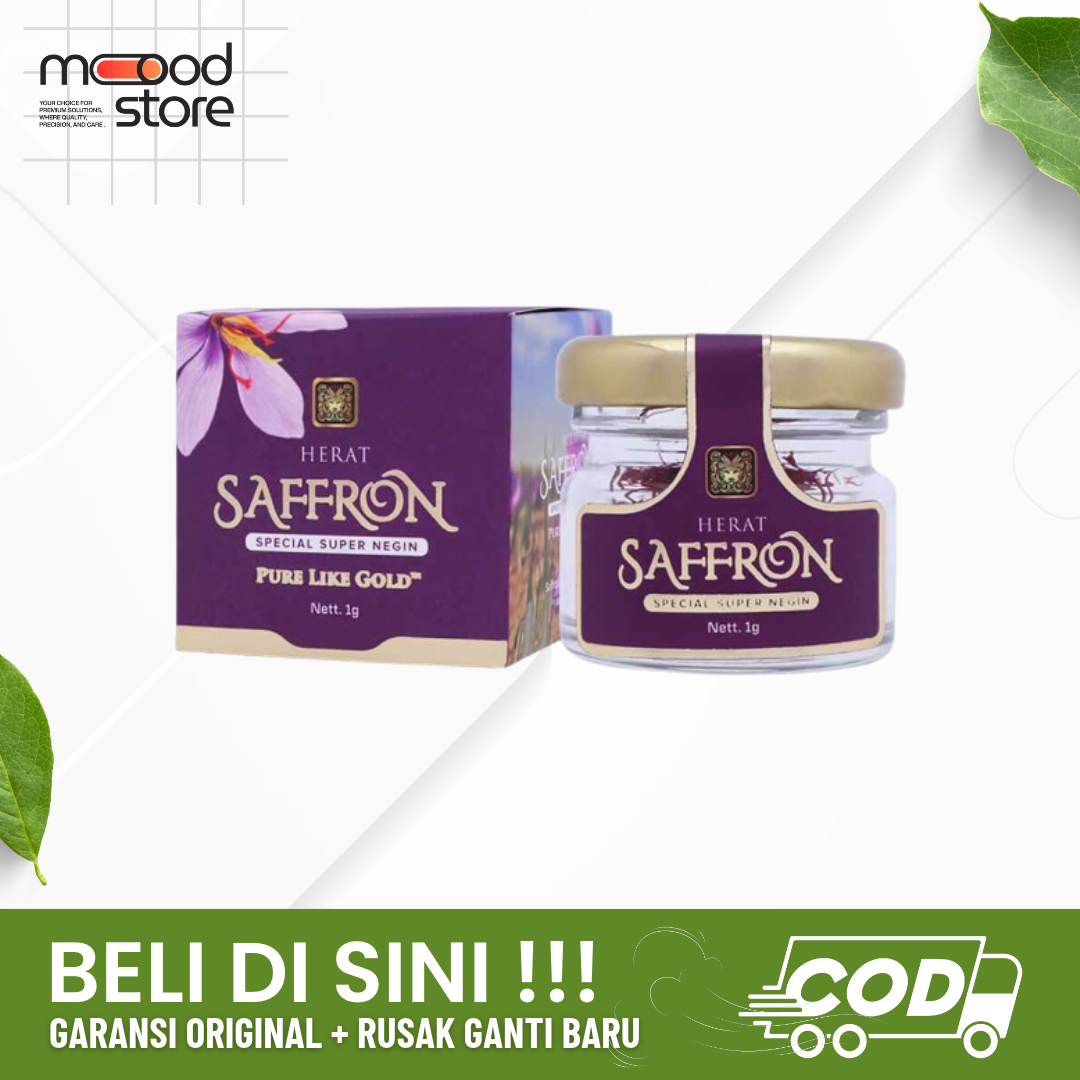 mood
store
YOUR CHOICE FOR
PREMIUM SOLUTIONS,
WHERE QUALITY,
PRECISION, AND CARE.
HERAT
SAFFRON
SPECIAL SUPER NEGIN
PURE LIKE GOLD™
Nett. 1g
HERAT
SAFFRON
SPECIAL SUPER NEGIN
Nett. 1g
BELI DI SINI !!!
GARANSI ORIGINAL + RUSAK GANTI BARU
COD